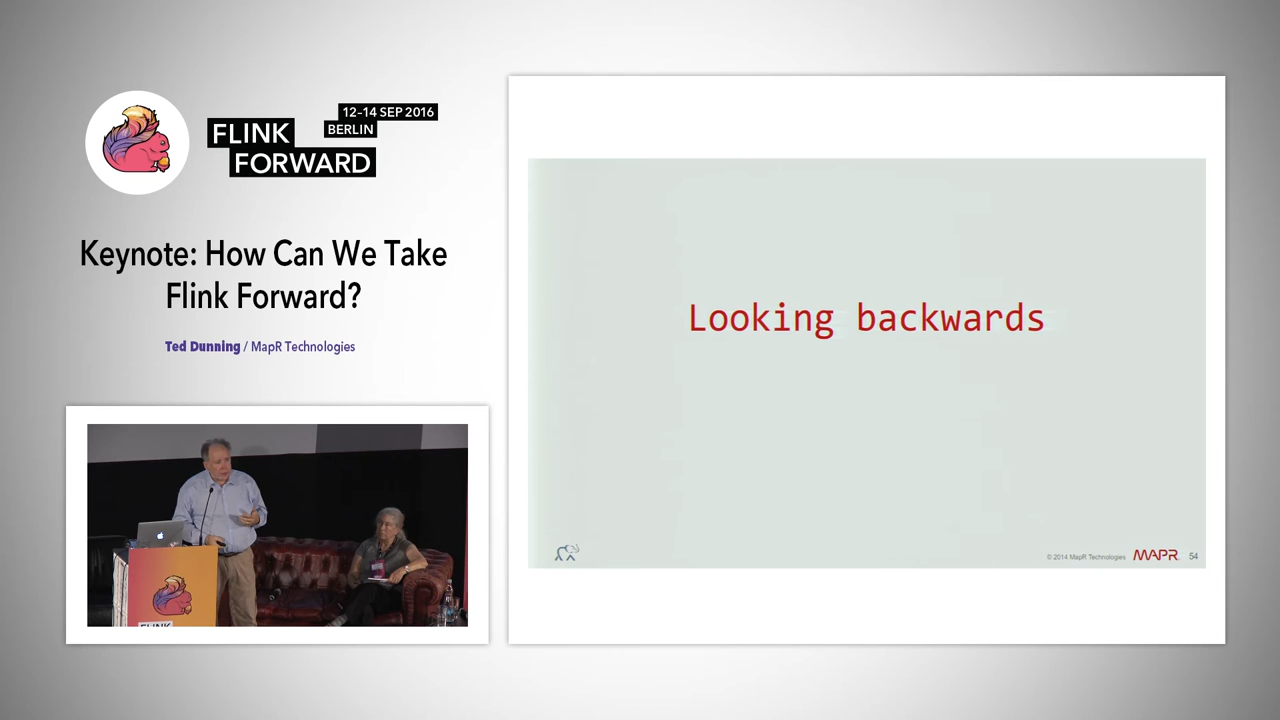 12–14 SEP 2016
BERLIN
FLINK
FORWARD
Keynote: How Can We Take
Flink Forward?
Ted Dunning / MapR Technologies
FLINK
Looking backwards
© 2014 MapR Technologies MAPR 54